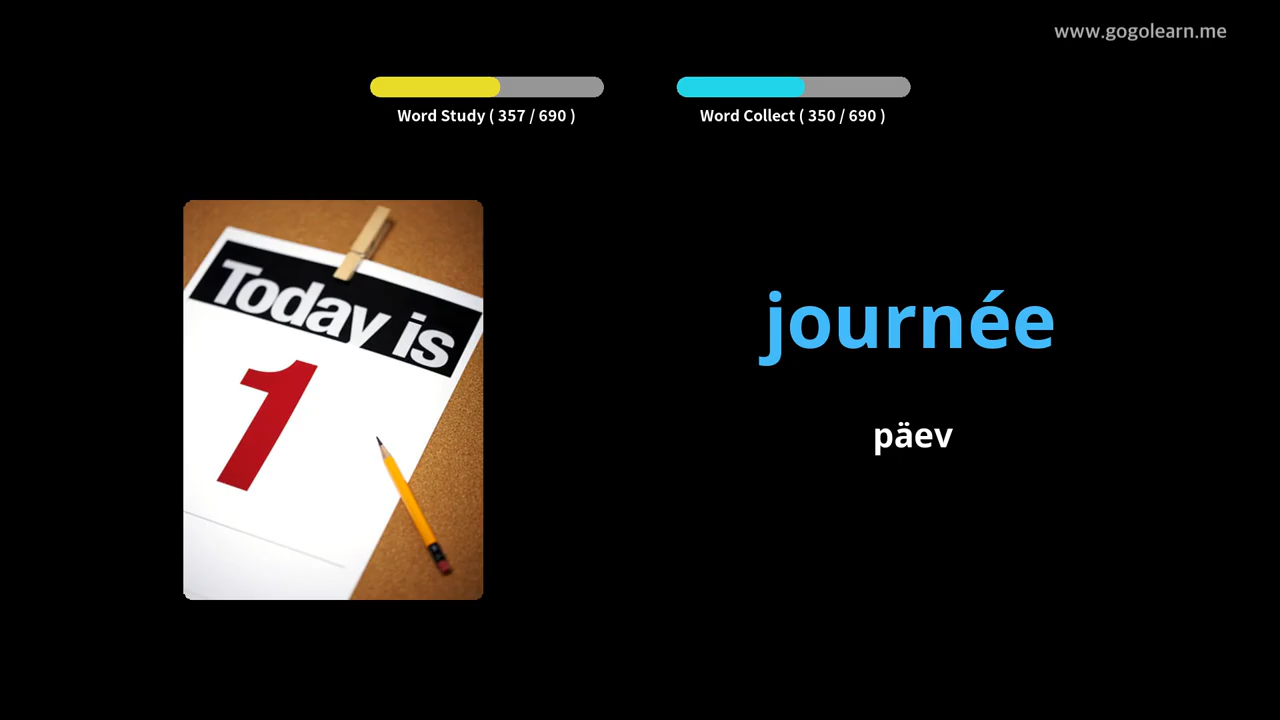 www.gogolearn.me
Word Study ( 357 / 690 )
Word Collect ( 350 / 690 )
Today is
1
journée
päev